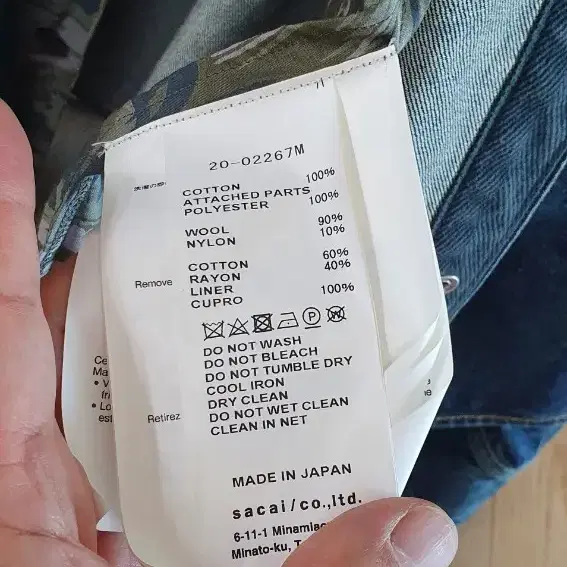 20-02267M
COTTON 100%
ATTACHED PARTS
POLYESTER 100%
WOOL 90%
NYLON 10%
COTTON 60%
RAYON 40%
Remove
LINER
CUPRO 100%
P
W
DO NOT WASH
DO NOT BLEACH
DO NOT TUMBLE DRY
COOL IRON
DRY CLEAN
DO NOT WET CLEAN
Retirez
CLEAN IN NET
MADE IN JAPAN
sacai/co.,ltd.
6-11-1
Minato-ku,